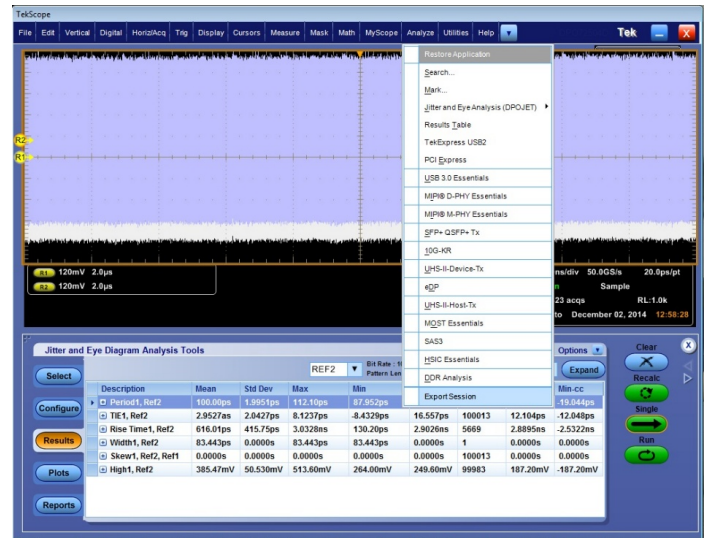 TekScope
File Edit Vertical Digital Horiz/Acq Trig Display Cursors Measure Mask Math MyScope Analyze Utilities Help Tek
Restore Application
Search...
Mark...
Jitter and Eye Analysis (DPOJET)
Results Table
TekExpress USB2
PCI Express
USB 3.0 Essentials
MIPI® D-PHY Essentials
MIPI® M-PHY Essentials
SFP+ QSFP+ Tx
10G-KR
UHS-II-Device-Tx
eDP
UHS-II-Host-Tx
MOST Essentials
SAS3
HSIC Essentials
DDR Analysis
Export Session
R2
R1
R1 120mV 2.0µs
R2 120mV 2.0µs
ns/div 50.0GS/s 20.0ps/pt
Sample
23 acqs RL:1.0k
to December 02, 2014 12:58:28
Jitter and Eye Diagram Analysis Tools
Options
Clear
X
Select
REF2
Bit Rate : 1
Pattern Len
Expand
Recalc
Description Mean Std Dev Max Min Min-cc
Period1, Ref2 100.00ps 1.9951ps 112.10ps 87.952ps -19.044ps
Configure
TIE1, Ref2 2.9527as 2.0427ps 8.1237ps -8.4329ps 16.557ps 100013 12.104ps -12.048ps
Single
Rise Time1, Ref2 616.01ps 415.75ps 3.0328ns 130.20ps 2.9026ns 5669 2.8895ns -2.5322ns
Results
Width1, Ref2 83.443ps 0.0000s 83.443ps 83.443ps 0.0000s 1 0.0000s 0.0000s
Run
Skew1, Ref2, Ref1 0.0000s 0.0000s 0.0000s 0.0000s 0.0000s 100013 0.0000s 0.0000s
High1, Ref2 385.47mV 50.530mV 513.60mV 264.00mV 249.60mV 99983 187.20mV -187.20mV
Plots
Reports